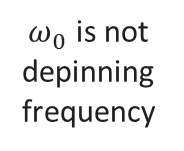 ω₀ is not
depinning
frequency